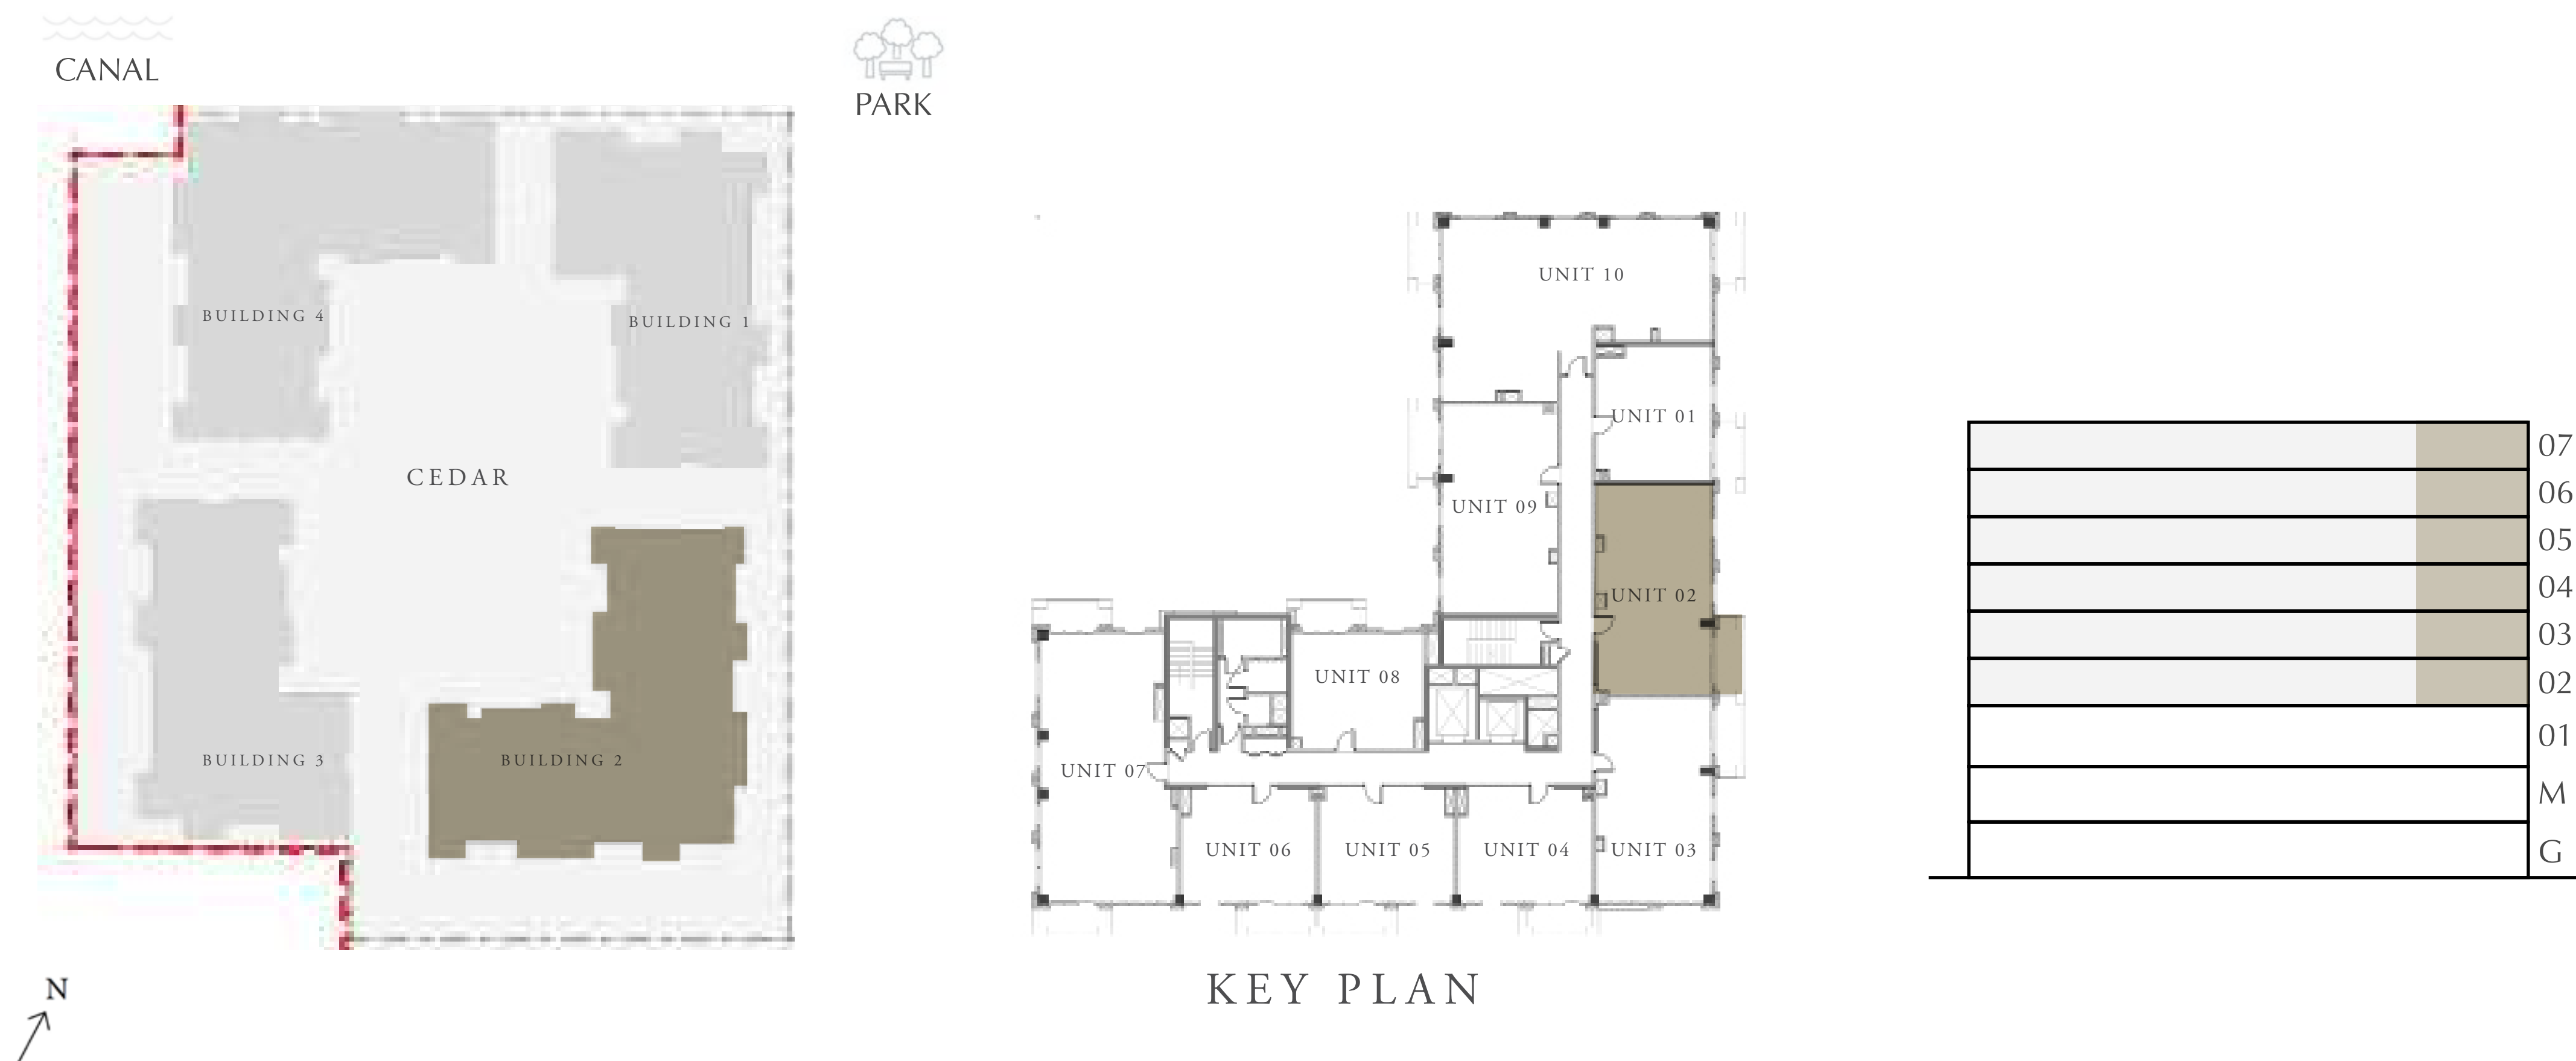 CANAL
PARK
BUILDING 4
BUILDING 1
CEDAR
BUILDING 3
BUILDING 2
N
UNIT 10
UNIT 01
UNIT 09
UNIT 02
UNIT 08
UNIT 07
UNIT 06
UNIT 05
UNIT 04
UNIT 03
KEY PLAN
07
06
05
04
03
02
01
M
G